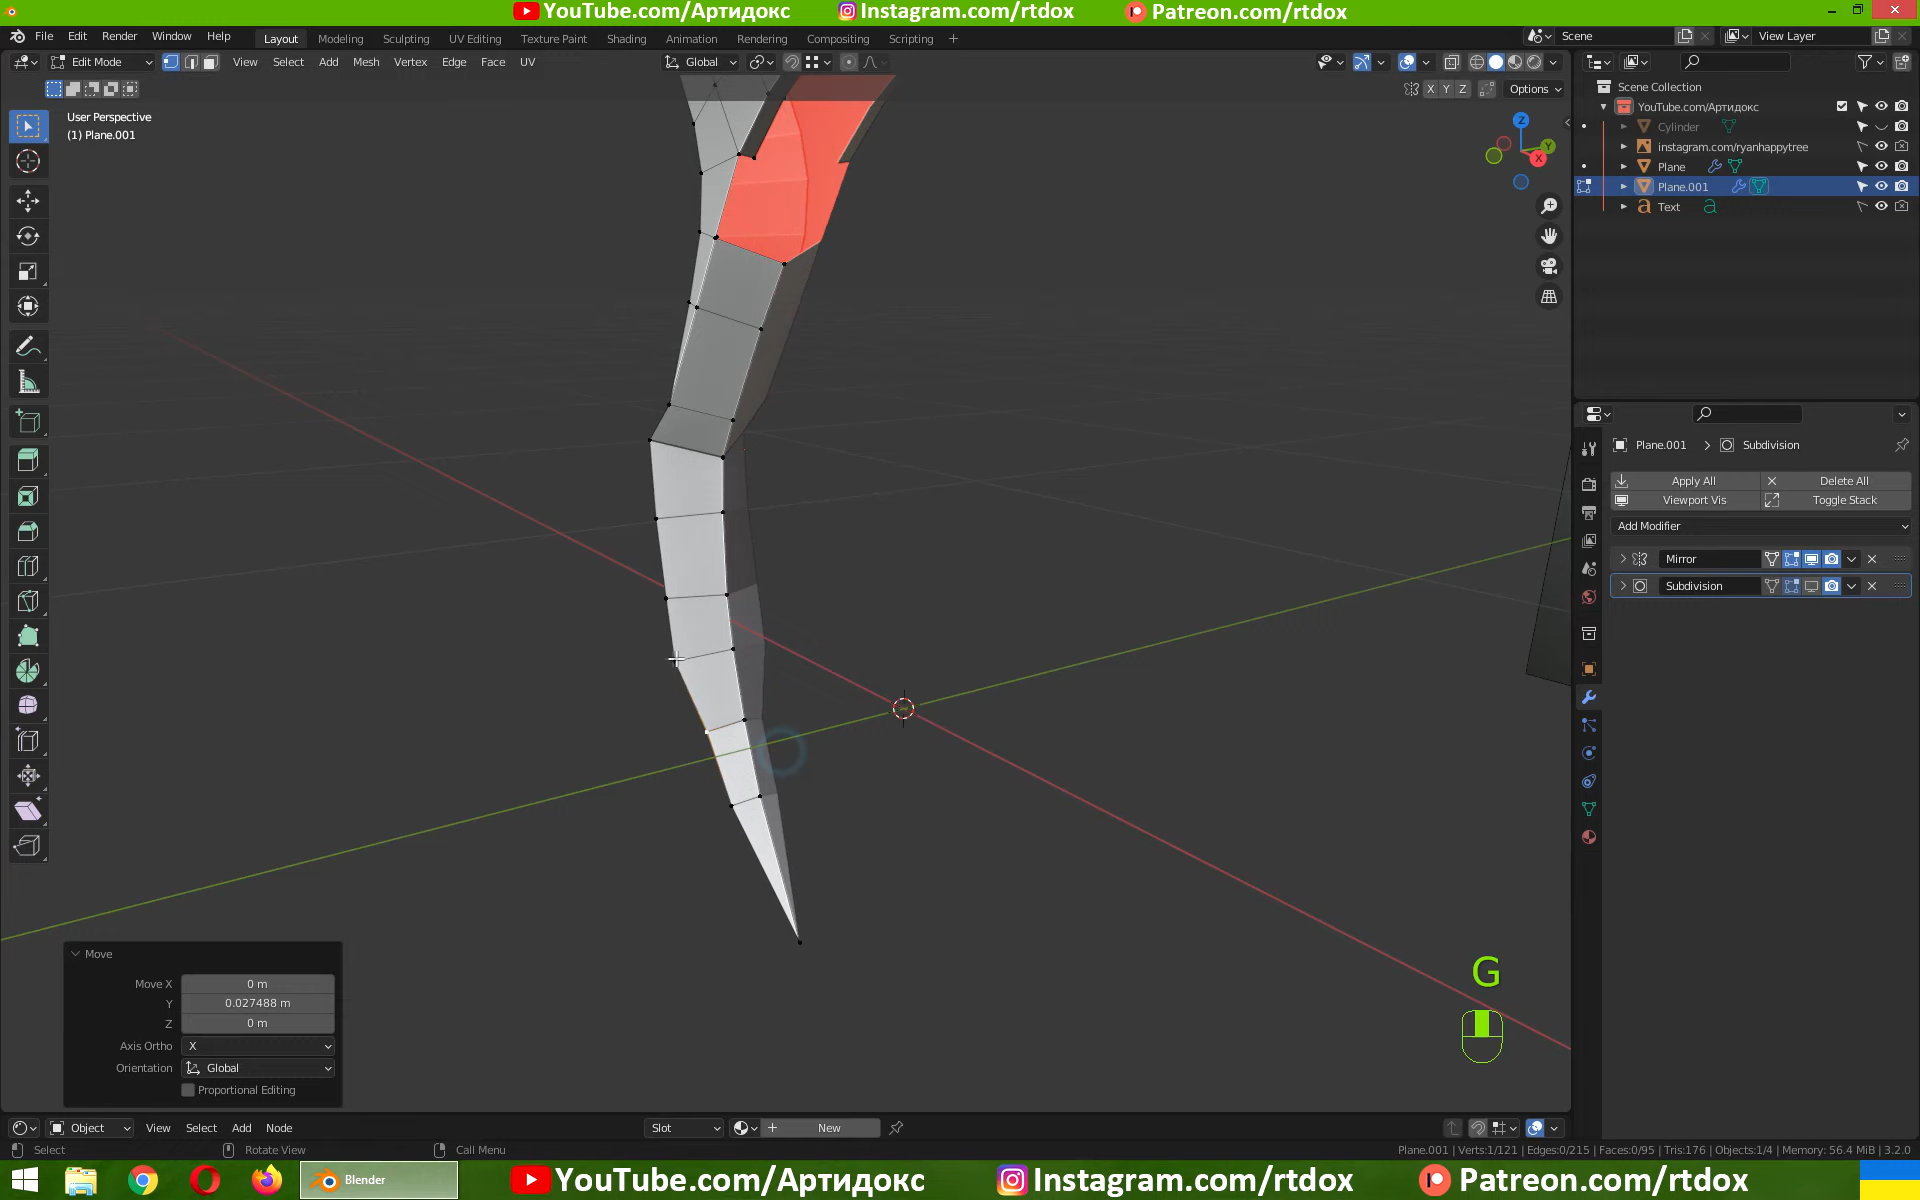 YouTube.com/Артидокс
Instagram.com/rtdox
Patreon.com/rtdox
File Edit Render Window Help
Layout Modeling Sculpting UV Editing Texture Paint Shading Animation Rendering Compositing Scripting
Scene
View Layer
Edit Mode
View Select Add Mesh Vertex Edge Face UV
Global
X Y Z
Options
User Perspective
(1) Plane.001
Z
Y
X
Scene Collection
YouTube.com/Артидокс
Cylinder
instagram.com/ryanhappytree
Plane
Plane.001
Text
Plane.001 > Subdivision
Apply All
Delete All
Viewport Vis
Toggle Stack
Add Modifier
Mirror
Subdivision
Move
Move X 0 m
Y 0.027488 m
Z 0 m
Axis Ortho X
Orientation Global
Proportional Editing
G
Object
View Select Add Node
Slot
New
Select
Rotate View
Call Menu
Plane.001 | Verts:1/121 | Edges:0/215 | Faces:0/95 | Tris:176 | Objects:1/4 | Memory: 56.4 MiB | 3.2.0
Blender
YouTube.com/Артидокс
Instagram.com/rtdox
Patreon.com/rtdox